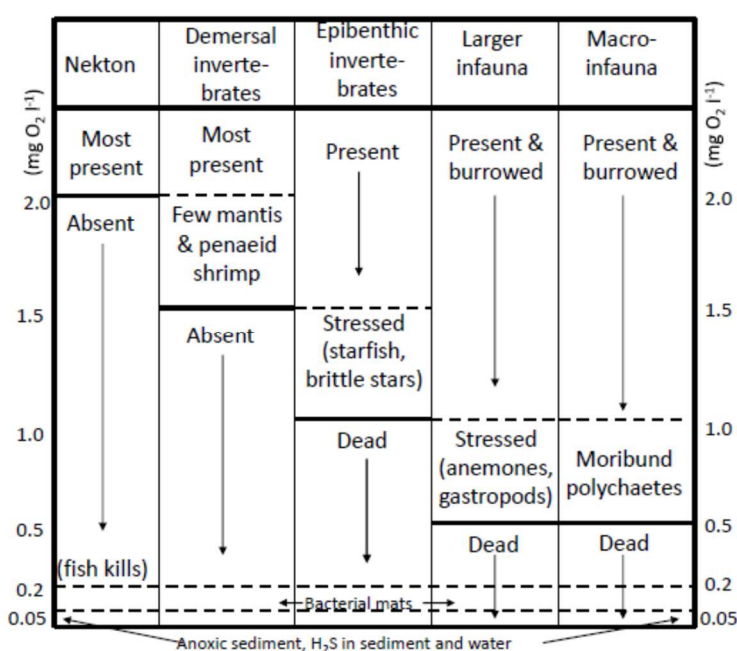 Nekton
Demersal
inverte-
brates
Epibenthic
inverte-
brates
Larger
infauna
Macro-
infauna
(mg O₂ l⁻¹)
(mg O₂ l⁻¹)
Most
present
Most
present
Present
Present &
burrowed
Present &
burrowed
2.0
2.0
Absent
Few mantis
& penaeid
shrimp
1.5
1.5
Absent
Stressed
(starfish,
brittle stars)
1.0
1.0
Dead
Stressed
(anemones,
gastropods)
Moribund
polychaetes
0.5
0.5
Dead
Dead
(fish kills)
0.2
0.2
Bacterial mats
0.05
0.05
Anoxic sediment, H₂S in sediment and water